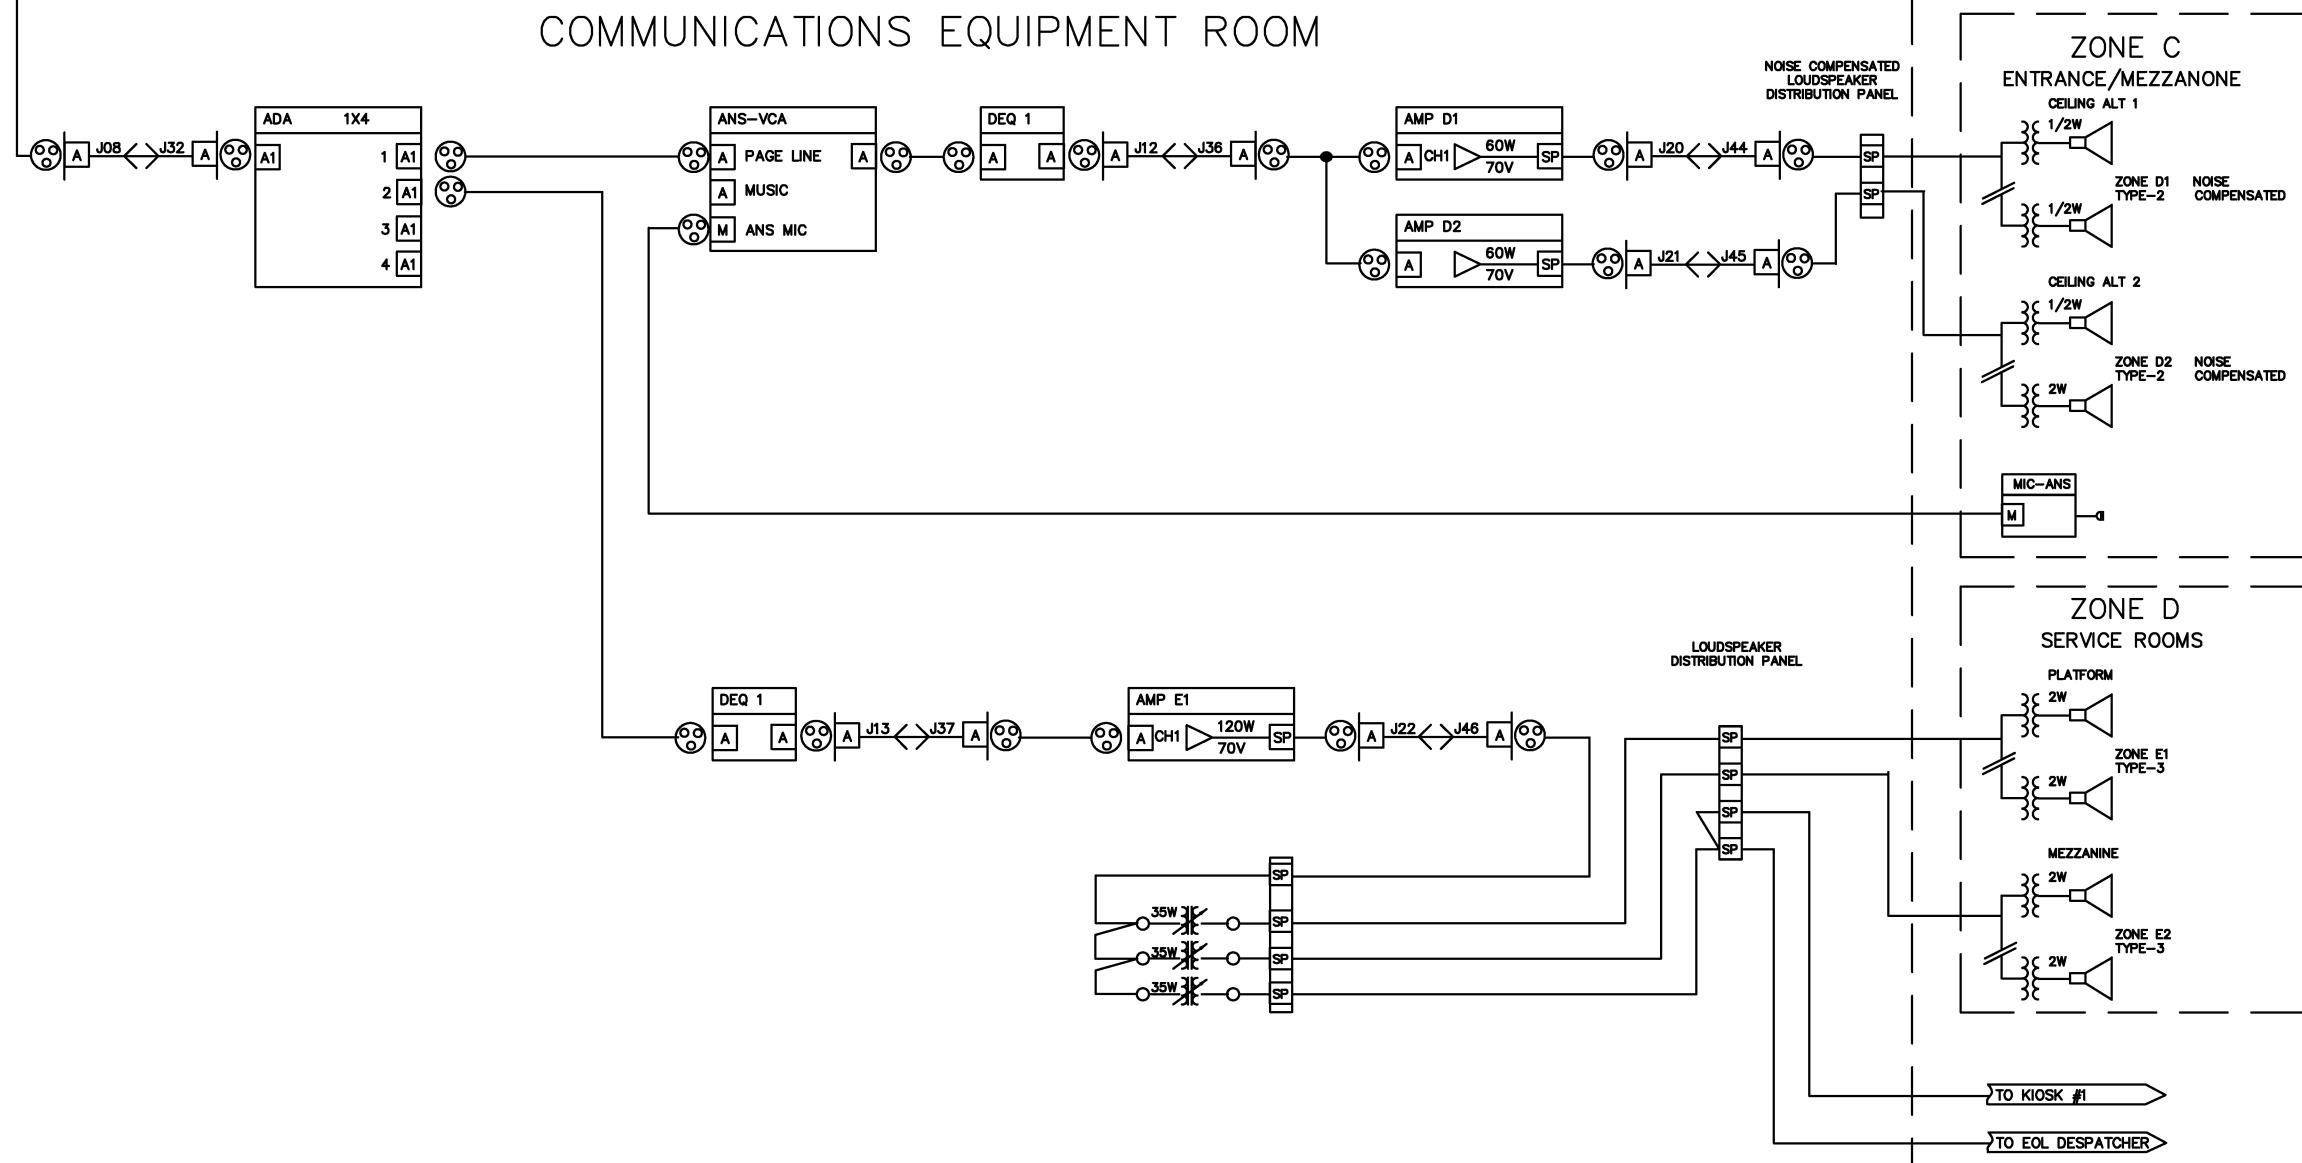 COMMUNICATIONS EQUIPMENT ROOM
NOISE COMPENSATED
LOUDSPEAKER
DISTRIBUTION PANEL
ZONE C
ENTRANCE/MEZZANONE
CEILING ALT 1
1/2W
ZONE D1 NOISE
TYPE-2 COMPENSATED
1/2W
CEILING ALT 2
1/2W
ZONE D2 NOISE
TYPE-2 COMPENSATED
2W
MIC-ANS
M
A J08 J32 A
ADA 1X4
A1 1 A1
2 A1
3 A1
4 A1
ANS-VCA
A PAGE LINE A
A MUSIC
M ANS MIC
DEQ 1
A A
A J12 J36 A
AMP D1
A CH1 60W SP
70V
A J20 J44 A
SP
SP
AMP D2
A 60W SP
70V
A J21 J45 A
ZONE D
SERVICE ROOMS
PLATFORM
2W
ZONE E1
TYPE-3
2W
MEZZANINE
2W
ZONE E2
TYPE-3
2W
LOUDSPEAKER
DISTRIBUTION PANEL
DEQ 1
A A
A J13 J37 A
AMP E1
A CH1 120W SP
70V
A J22 J46 A
SP
SP
SP
SP
SP
35W SP
35W SP
35W SP
TO KIOSK #1
TO EOL DESPATCHER